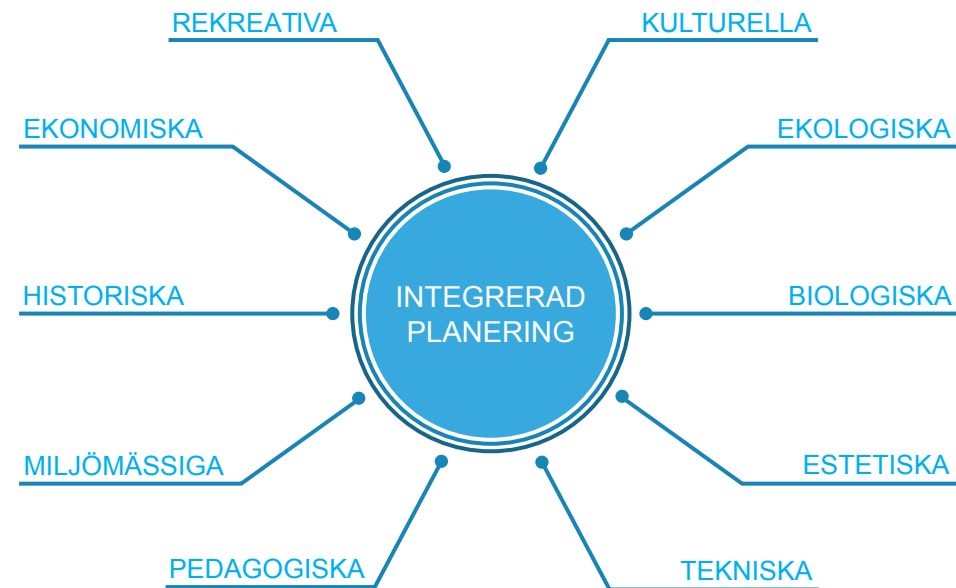 REKREATIVA
KULTURELLA
EKONOMISKA
EKOLOGISKA
HISTORISKA
INTEGRERAD
PLANERING
BIOLOGISKA
MILJÖMÄSSIGA
ESTETISKA
PEDAGOGISKA
TEKNISKA